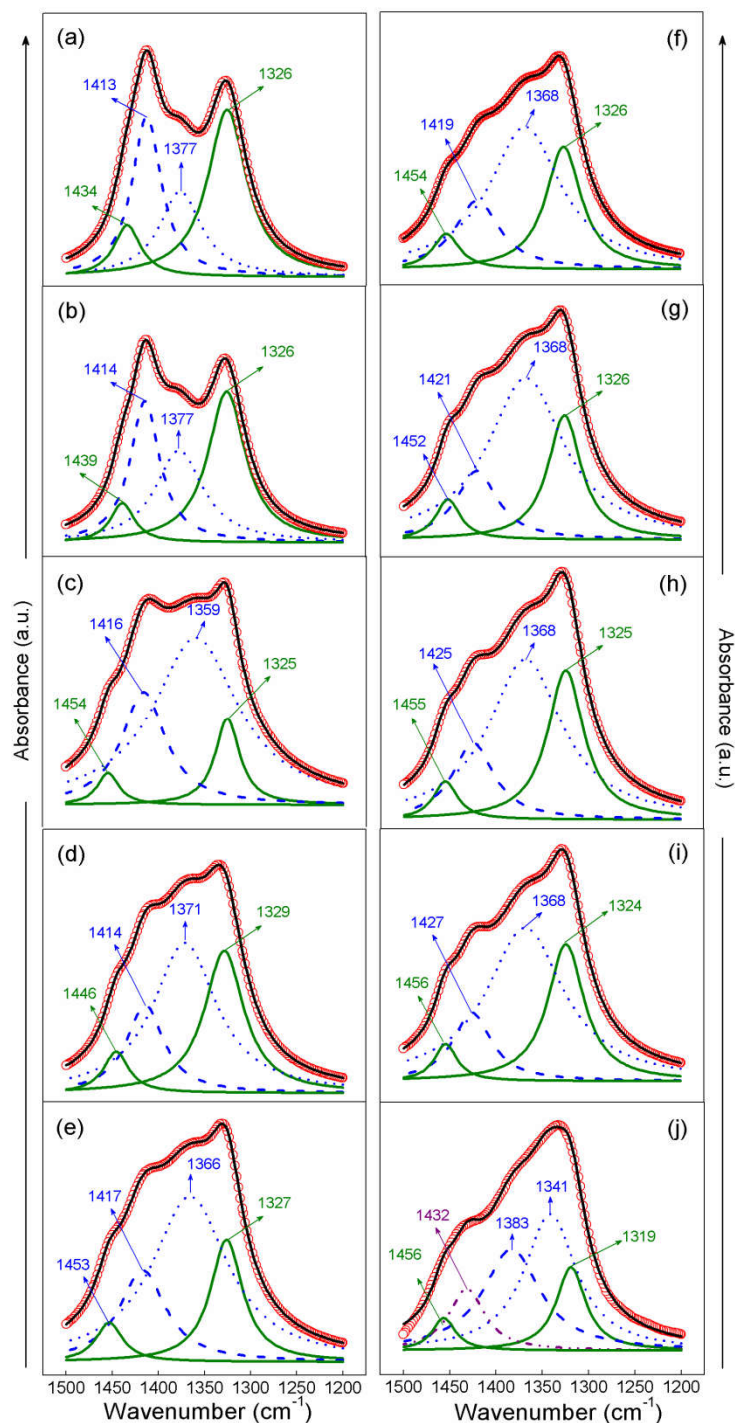 (a)
1413
1326
1377
1434
(b)
1414
1326
1377
1439
(c)
1416
1359
1454
1325
(d)
1371
1414
1329
1446
(e)
1366
1417
1327
1453
1500 1450 1400 1350 1300 1250 1200
Wavenumber (cm-1)
Absorbance (a.u.)
(f)
1368
1419
1326
1454
(g)
1368
1421
1326
1452
(h)
1368
1425
1325
1455
(i)
1368
1427
1324
1456
(j)
1341
1432
1383
1319
1456
1500 1450 1400 1350 1300 1250 1200
Wavenumber (cm-1)
Absorbance (a.u.)